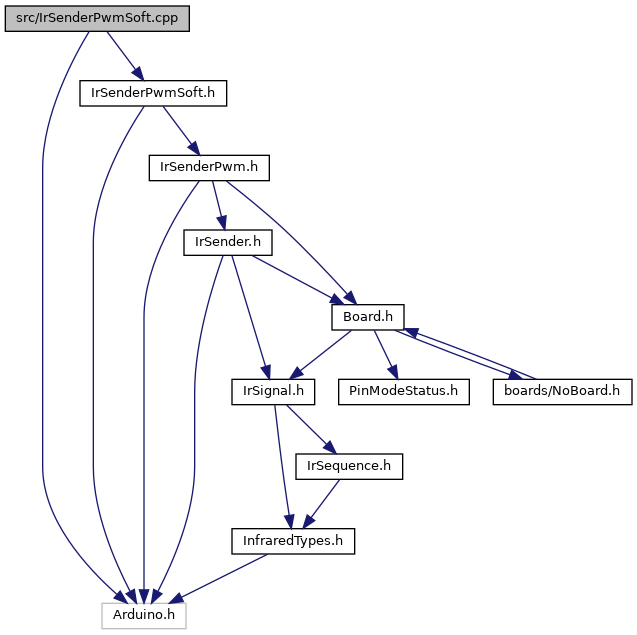 src/IrSenderPwmSoft.cpp
IrSenderPwmSoft.h
IrSenderPwm.h
IrSender.h
Board.h
IrSignal.h
PinModeStatus.h
boards/NoBoard.h
IrSequence.h
InfraredTypes.h
Arduino.h